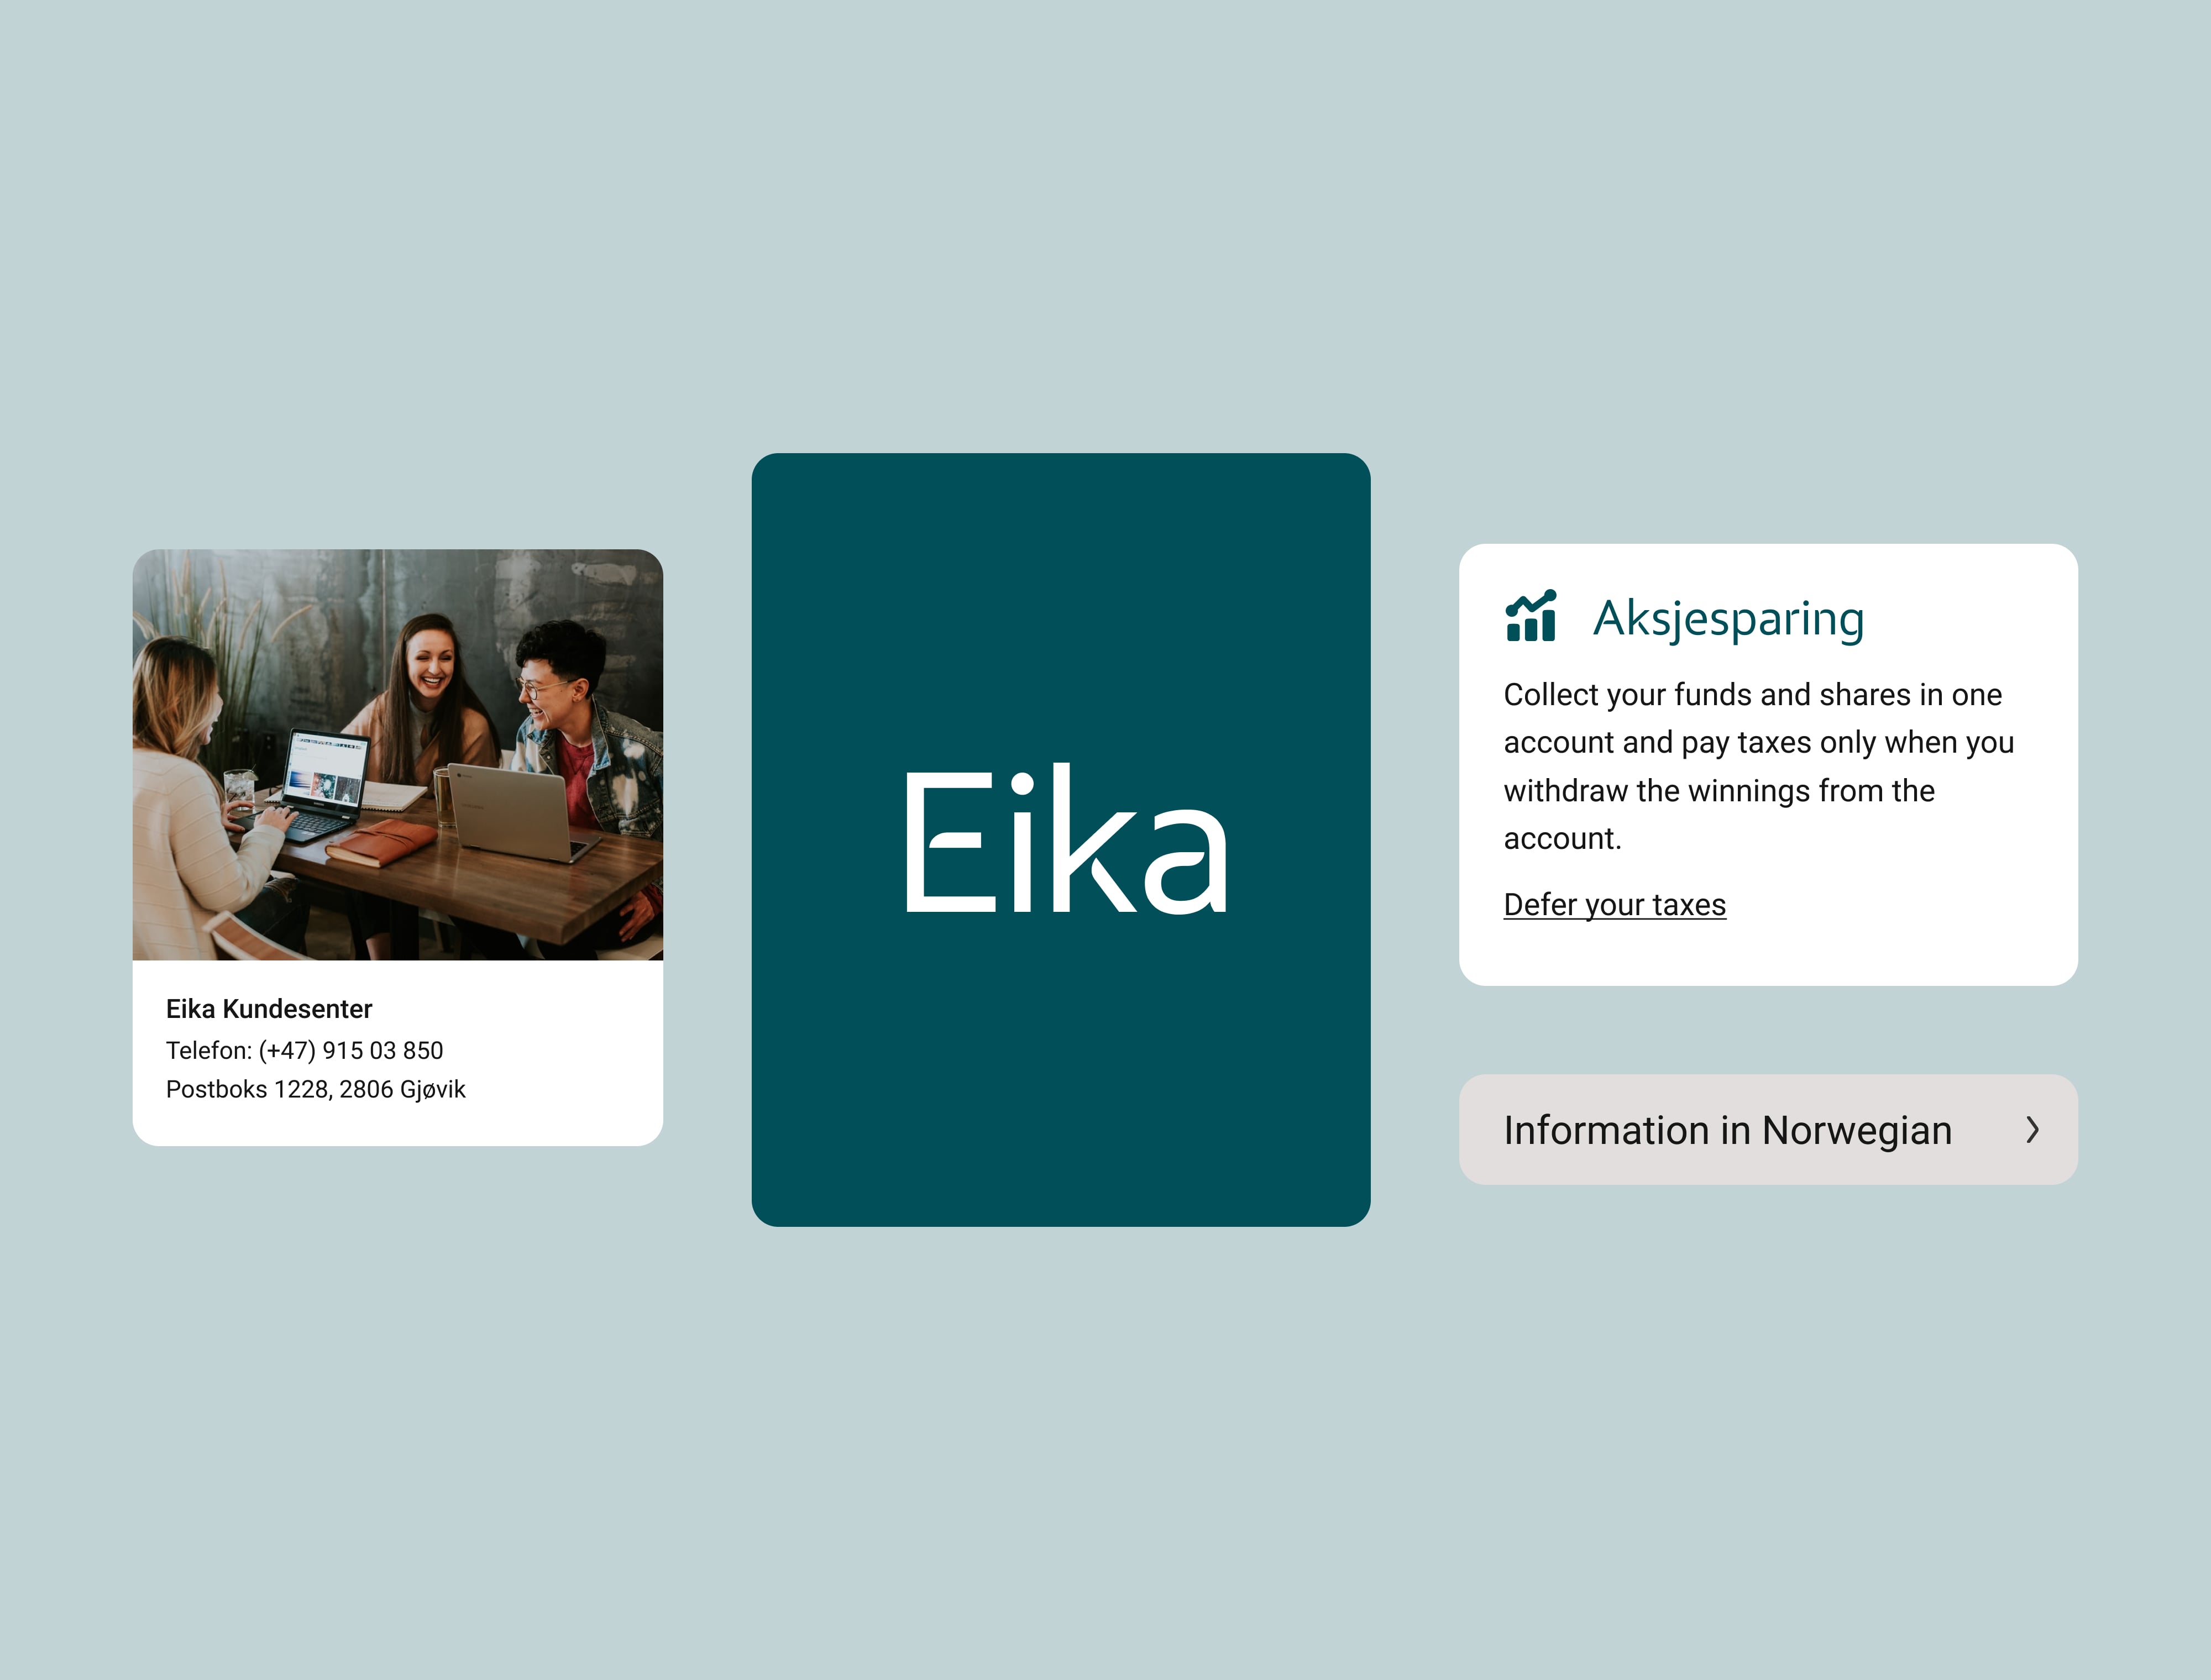 Eika Kundesenter
Telefon: (+47) 915 03 850
Postboks 1228, 2806 Gjøvik
Eika
Aksjesparing
Collect your funds and shares in one
account and pay taxes only when you
withdraw the winnings from the
account.
Defer your taxes
Information in Norwegian